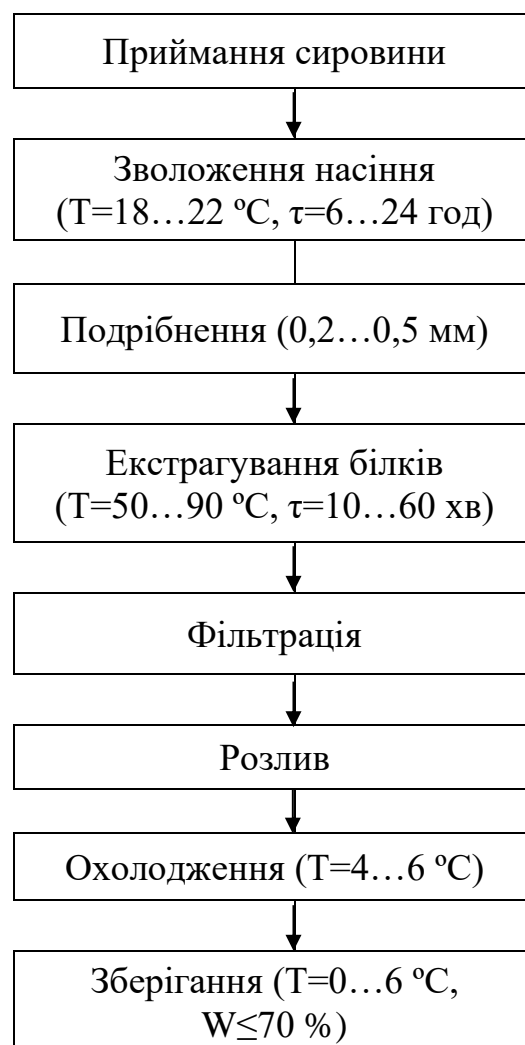 Приймання сировини
Зволоження насіння
(Т=18…22 ºС, τ=6…24 год)
Подрібнення (0,2…0,5 мм)
Екстрагування білків
(Т=50…90 ºС, τ=10…60 хв)
Фільтрація
Розлив
Охолодження (Т=4…6 ºС)
Зберігання (Т=0…6 ºС,
W≤70 %)